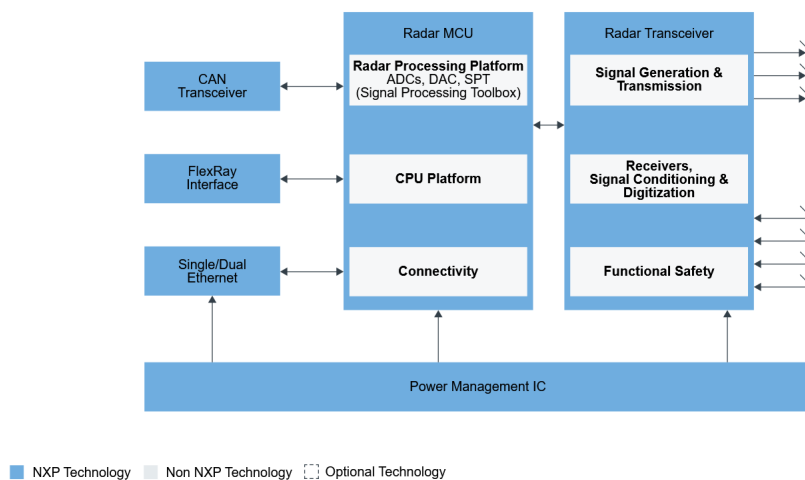 Radar MCU
Radar Transceiver
CAN
Transceiver
Radar Processing Platform
ADCs, DAC, SPT
(Signal Processing Toolbox)
Signal Generation &
Transmission
FlexRay
Interface
CPU Platform
Receivers,
Signal Conditioning &
Digitization
Single/Dual
Ethernet
Connectivity
Functional Safety
Power Management IC
NXP Technology
Non NXP Technology
Optional Technology